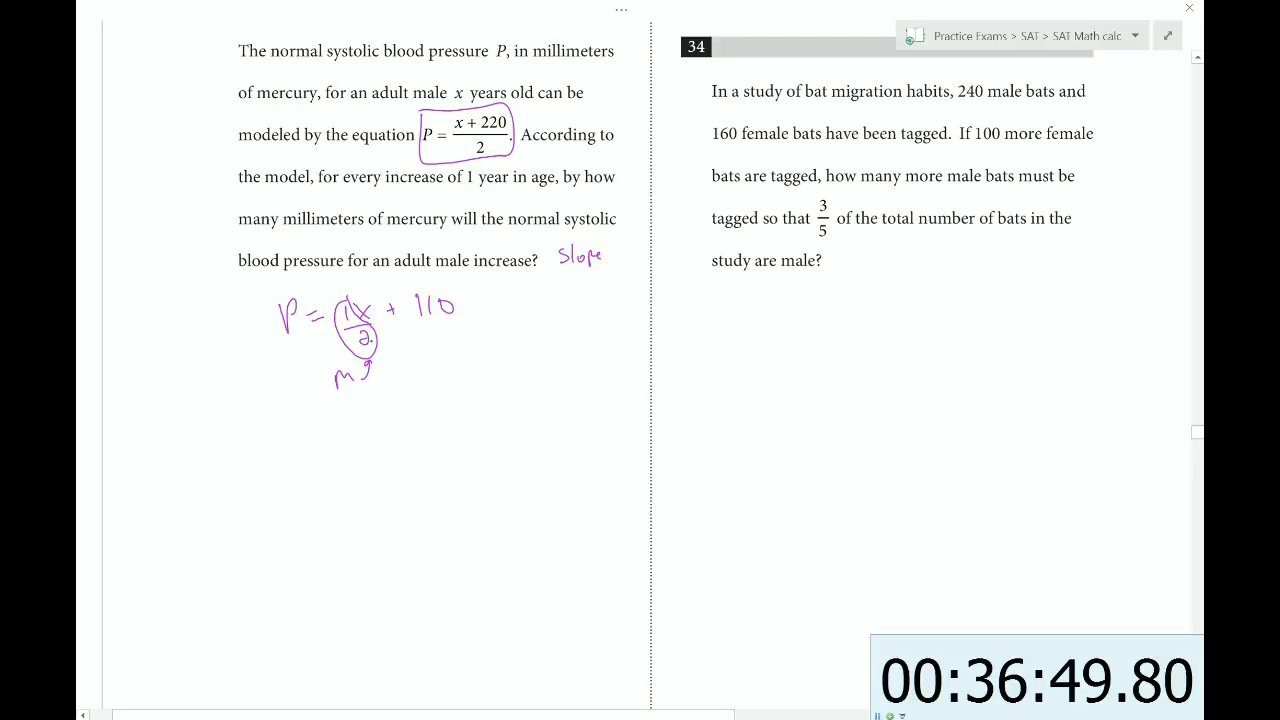 The normal systolic blood pressure P, in millimeters
of mercury, for an adult male x years old can be
modeled by the equation P = x + 220 / 2. According to
the model, for every increase of 1 year in age, by how
many millimeters of mercury will the normal systolic
blood pressure for an adult male increase? slope
P = 1x/2 + 110
m
Practice Exams > SAT > SAT Math calc
34
In a study of bat migration habits, 240 male bats and
160 female bats have been tagged. If 100 more female
bats are tagged, how many more male bats must be
tagged so that 3/5 of the total number of bats in the
study are male?
00:36:49.80